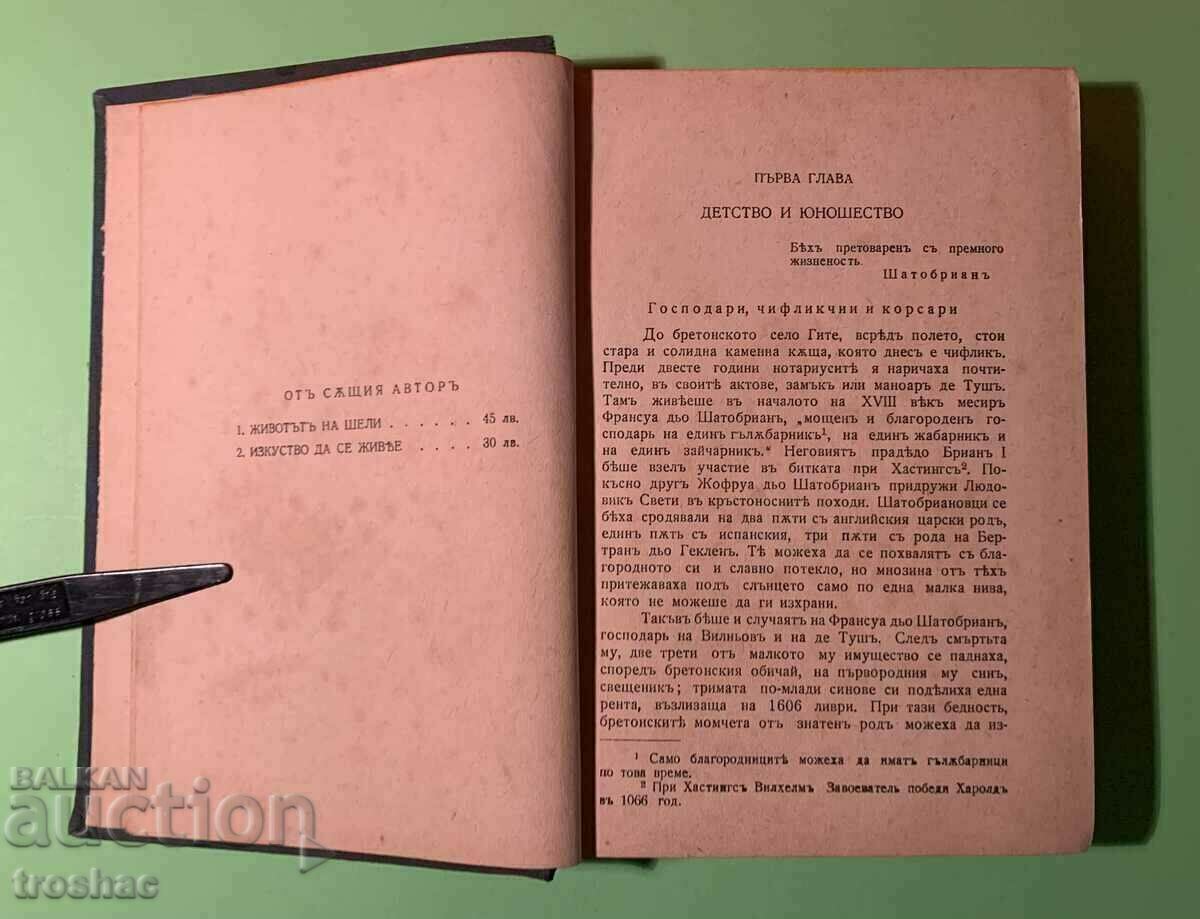 ОТЪ СѪЩИЯ АВТОРЪ
1. ЖИВОТЪТЪ НА ШЕЛИ . . . . . . 45 лв.
2. ИЗКУСТВО ДА СЕ ЖИВѢЕ . . . . 30 лв.
ПЪРВА ГЛАВА
ДЕТСТВО И ЮНОШЕСТВО
Бѣхъ претоваренъ съ премного
жизненость.
Шатобрианъ
Господари, чифликчии и корсари
До бретонското село Гите, всрѣдъ полето, стои
стара и солидна каменна кѫща, която днесъ е чифликъ.
Преди двесте години нотариуситѣ я наричаха почти-
телно, въ своитѣ актове, замъкъ или маноаръ де Тушъ.
Тамъ живѣеше въ началото на XVIII вѣкъ месиръ
Франсуа дьо Шатобрианъ, „мощенъ и благороденъ го-
сподарь на единъ гълѫбарникъ¹, на единъ жабарникъ и
на единъ зайчарникъ.“ Неговиятъ прадѣдо Брианъ I
бѣше взелъ участие въ битката при Хастингсъ². По-
късно другъ Жофруа дьо Шатобрианъ придружи Людо-
викъ Свети въ кръстоноснитѣ походи. Шатобриановци се
бѣха сродявали на два пѫти съ английския царски родъ,
единъ пѫть съ испанския, три пѫти съ рода на Бер-
транъ дьо Гекленъ. Тѣ можеха да се похвалятъ съ бла-
городното си и славно потекло, но мнозина отъ тѣхъ
притежаваха подъ слънцето само по една малка нива,
която не можеше да ги изхрани.
Такъвъ бѣше и случаятъ на Франсуа дьо Шатобрианъ,
господарь на Вилньовъ и на де Тушъ. Следъ смъртьта
му, две трети отъ малкото му имущество се паднаха,
споредъ бретонския обичай, на първородния му синъ,
свещеникъ; тримата по-млади синове си подѣлиха една
рента, възлизаща на 1606 ливри. При тази бедность,
бретонскитѣ момчета отъ знатенъ родъ можеха да из-
¹ Само благородницитѣ можеха да иматъ гълѫбарници
по това време.
² При Хастингсъ Вилхелмъ Завоеватель победи Харолдъ
въ 1066 год.
BALKAN
auction
troshac